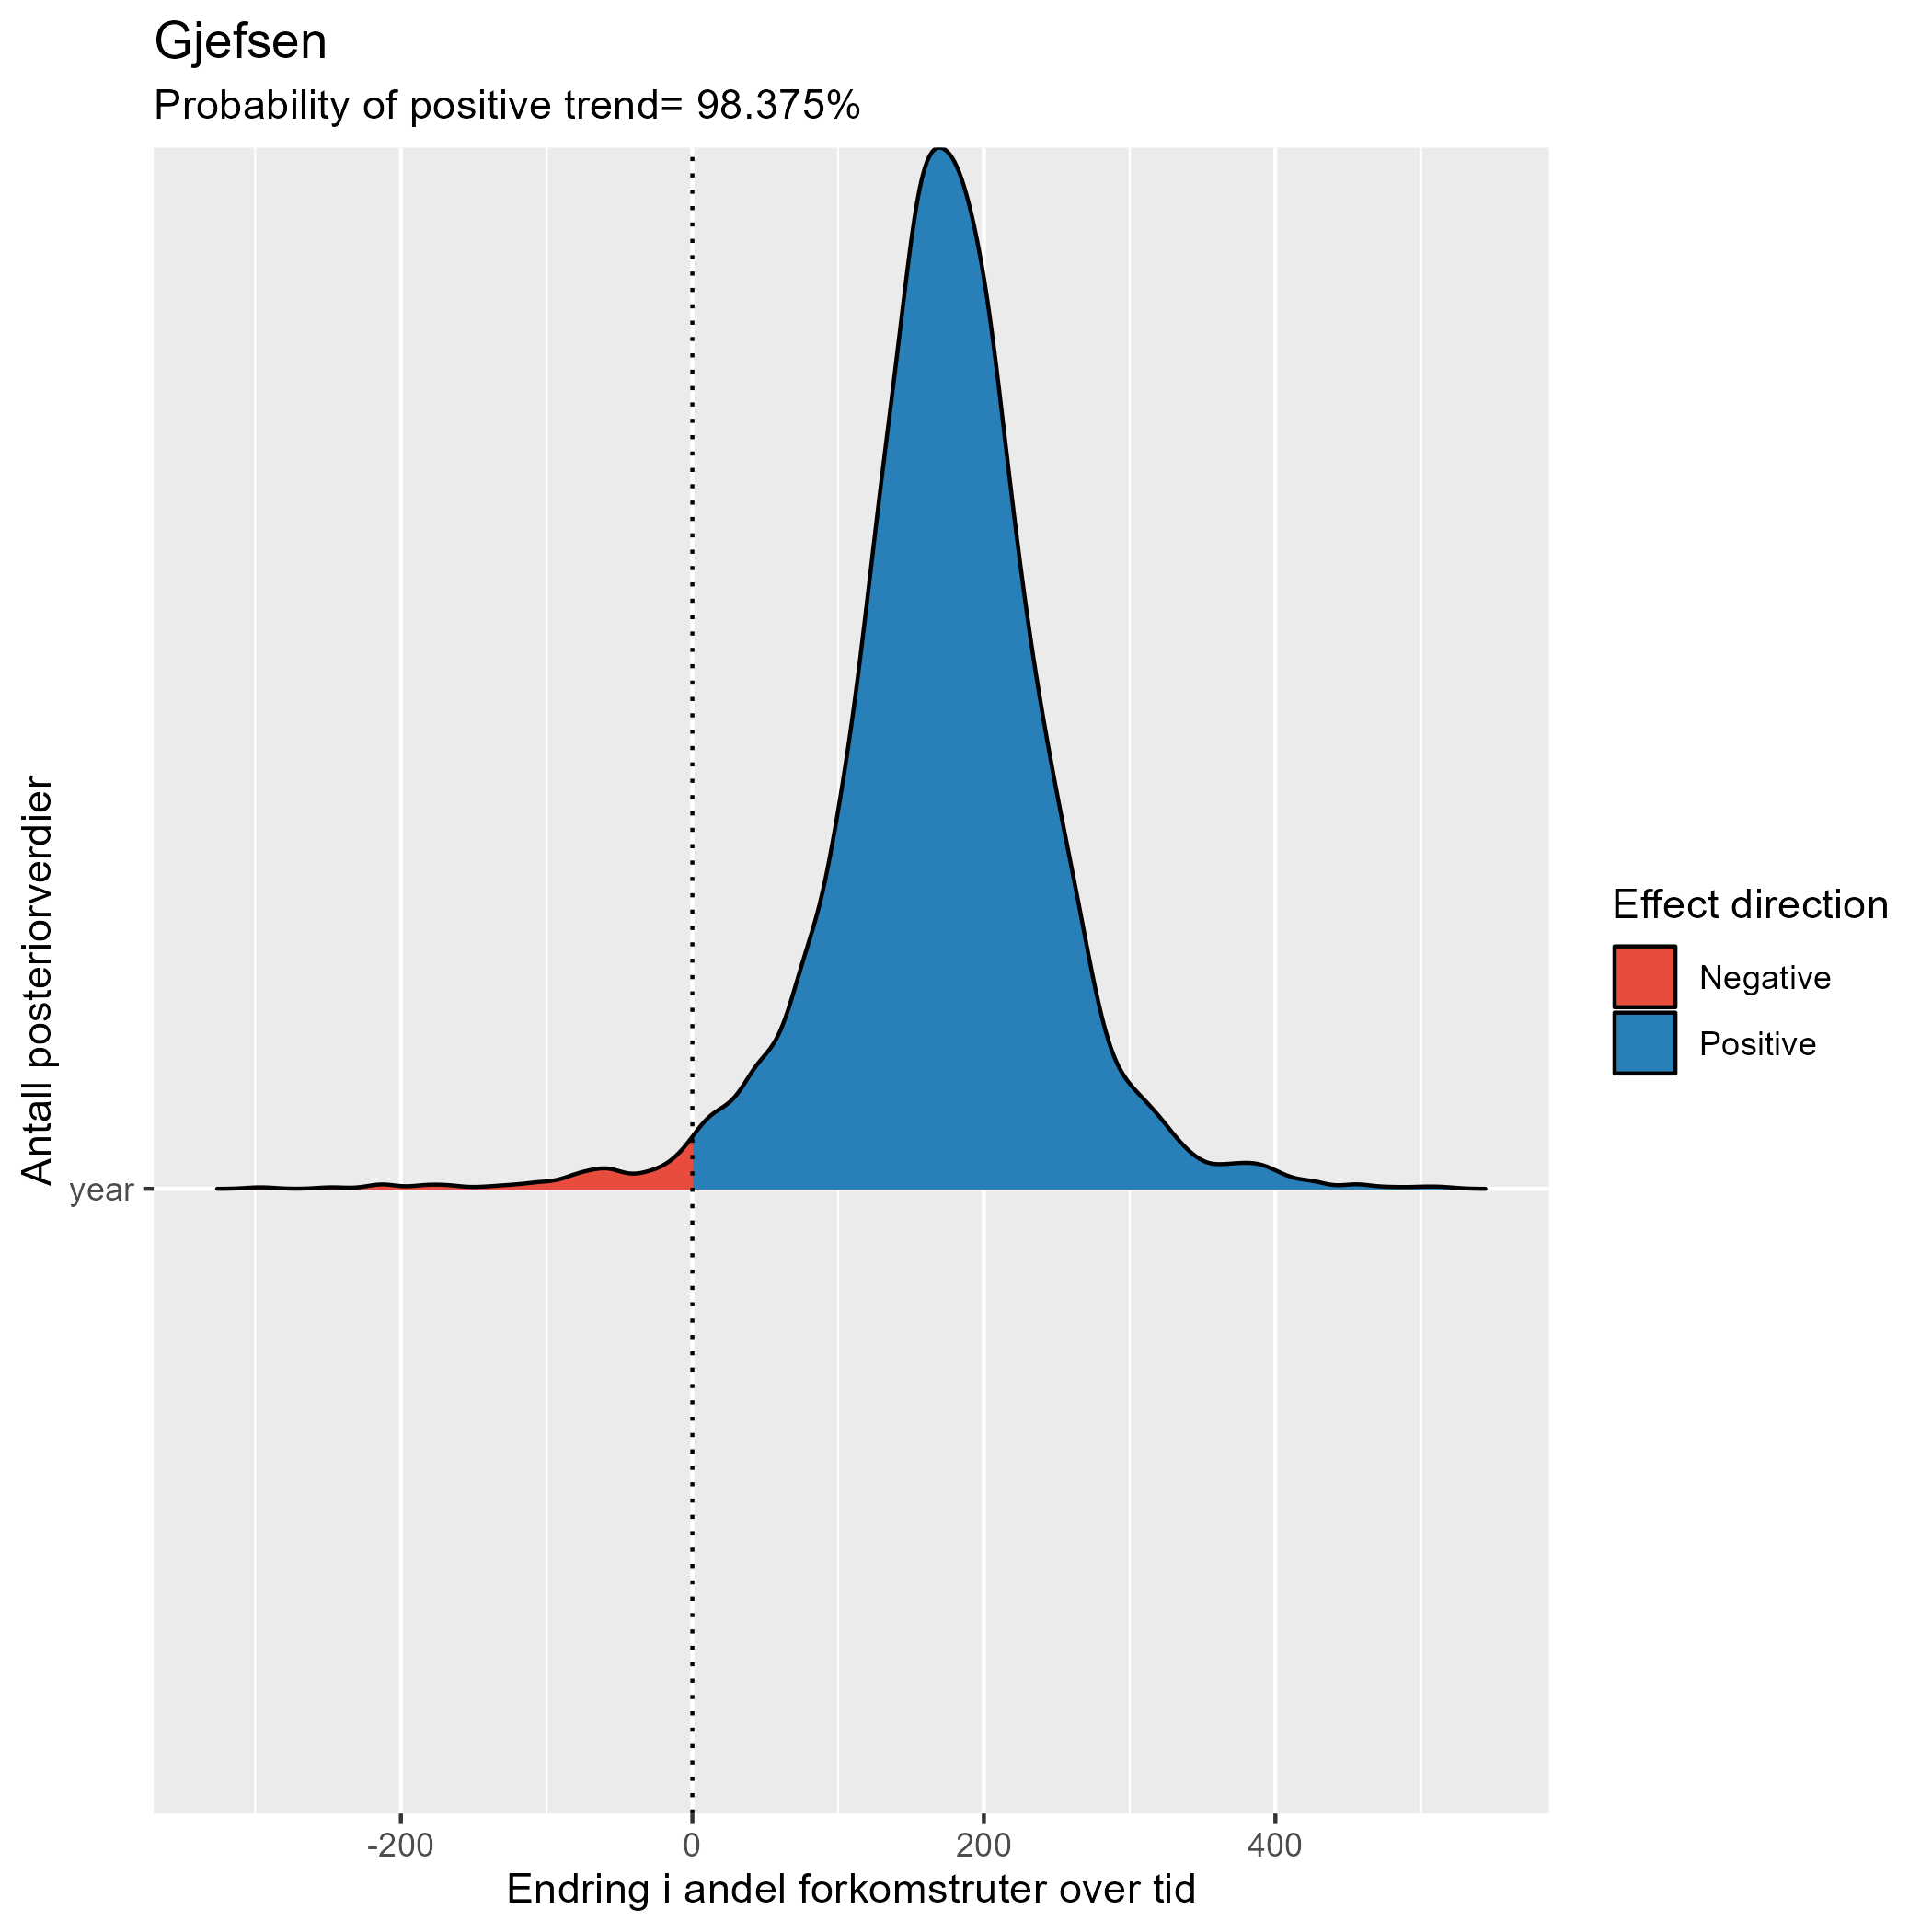 Gjefsen
Probability of positive trend= 98.375%
Antall posteriorverdier
year
Effect direction
Negative
Positive
-200 0 200 400
Endring i andel forkomstruter over tid